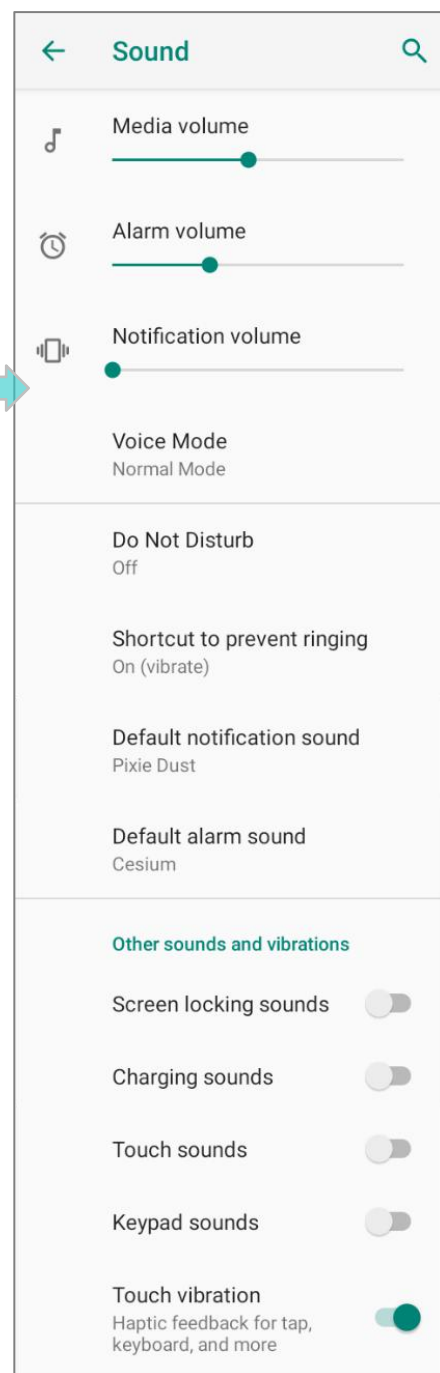 Sound
Media volume
Alarm volume
Notification volume
Voice Mode
Normal Mode
Do Not Disturb
Off
Shortcut to prevent ringing
On (vibrate)
Default notification sound
Pixie Dust
Default alarm sound
Cesium
Other sounds and vibrations
Screen locking sounds
Charging sounds
Touch sounds
Keypad sounds
Touch vibration
Haptic feedback for tap,
keyboard, and more